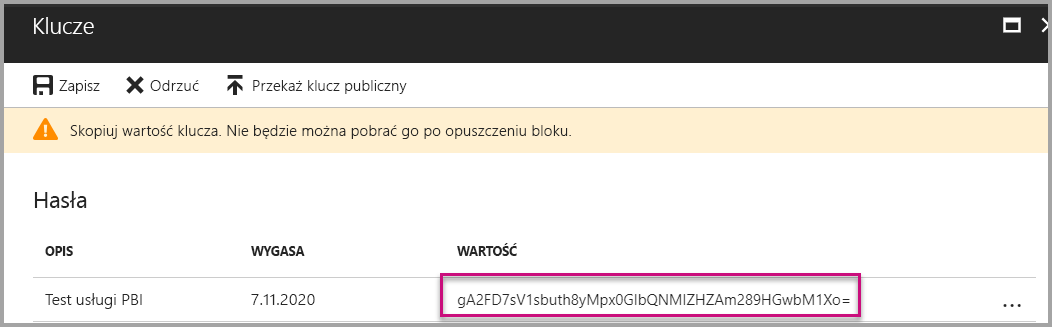 Klucze
Zapisz Odrzuć Przekaż klucz publiczny
Skopiuj wartość klucza. Nie będzie można pobrać go po opuszczeniu bloku.
Hasła
OPIS WYGASA WARTOŚĆ
Test usługi PBI 7.11.2020 gA2FD7sV1sbuth8yMpx0GlbQNMIZHZAm289HGwbM1Xo= ...